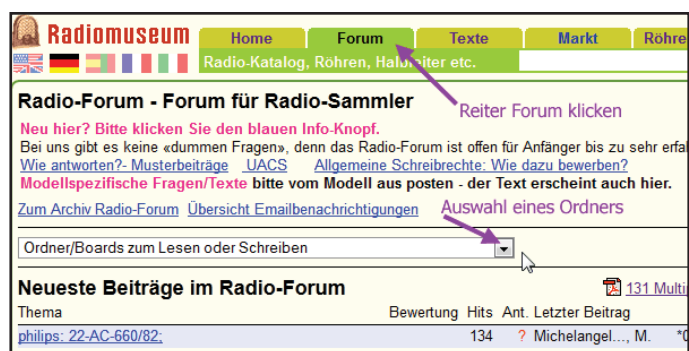 Radiomuseum Home Forum Texte Markt Röhre
Radio-Katalog, Röhren, Halbleiter etc.
Radio-Forum - Forum für Radio-Sammler
Reiter Forum klicken
Neu hier? Bitte klicken Sie den blauen Info-Knopf.
Bei uns gibt es keine «dummen Fragen», denn das Radio-Forum ist offen für Anfänger bis zu sehr erfal
Wie antworten?- Musterbeiträge UACS Allgemeine Schreibrechte: Wie dazu bewerben?
Modellspezifische Fragen/Texte bitte vom Modell aus posten - der Text erscheint auch hier.
Zum Archiv Radio-Forum Übersicht Emailbenachrichtigungen Auswahl eines Ordners
Ordner/Boards zum Lesen oder Schreiben
Neueste Beiträge im Radio-Forum 131 Multip
Thema Bewertung Hits Ant. Letzter Beitrag
philips: 22-AC-660/82; 134 ? Michelangel..., M.